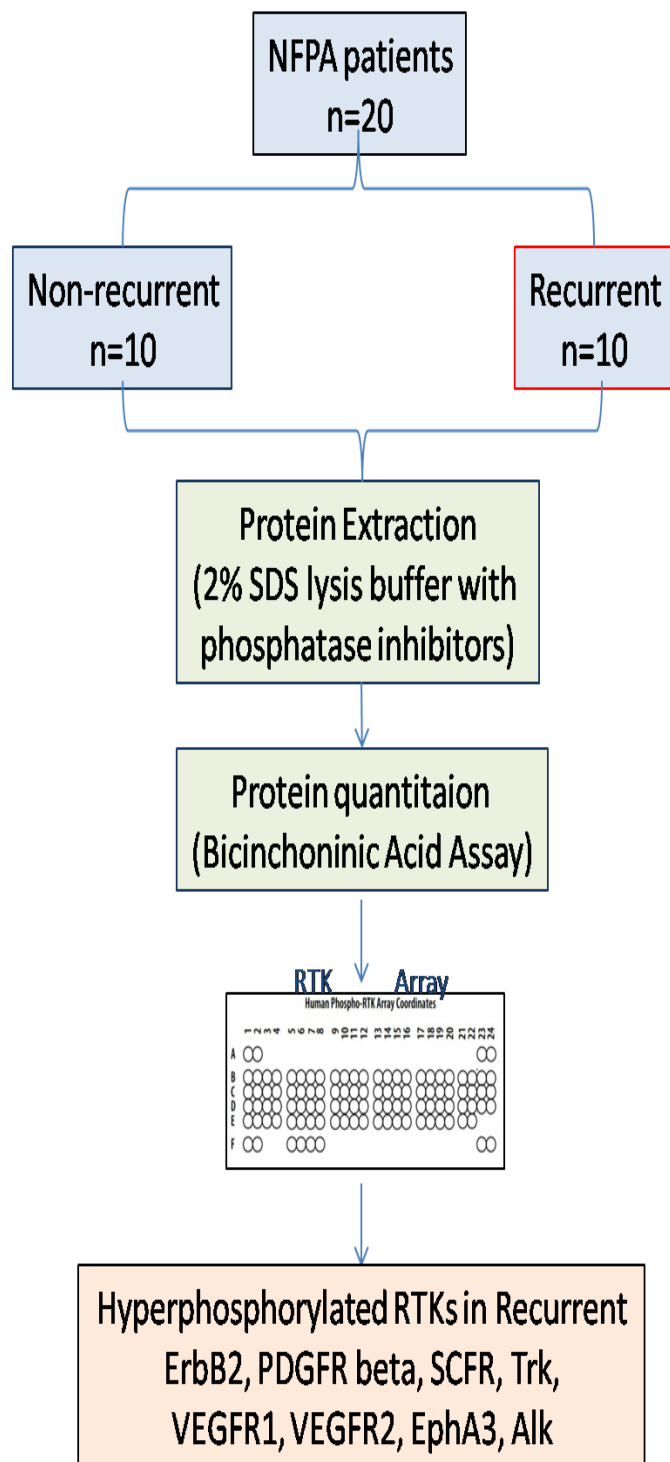 NFPA patients
n=20
Non-recurrent
n=10
Recurrent
n=10
Protein Extraction
(2% SDS lysis buffer with
phosphatase inhibitors)
Protein quantitaion
(Bicinchoninic Acid Assay)
RTK Array
Human Phospho-RTK Array Coordinates
1 2 3 4 5 6 7 8 9 10 11 12 13 14 15 16 17 18 19 20 21 22 23 24
A
B
C
D
E
F
Hyperphosphorylated RTKs in Recurrent
ErbB2, PDGFR beta, SCFR, Trk,
VEGFR1, VEGFR2, EphA3, Alk